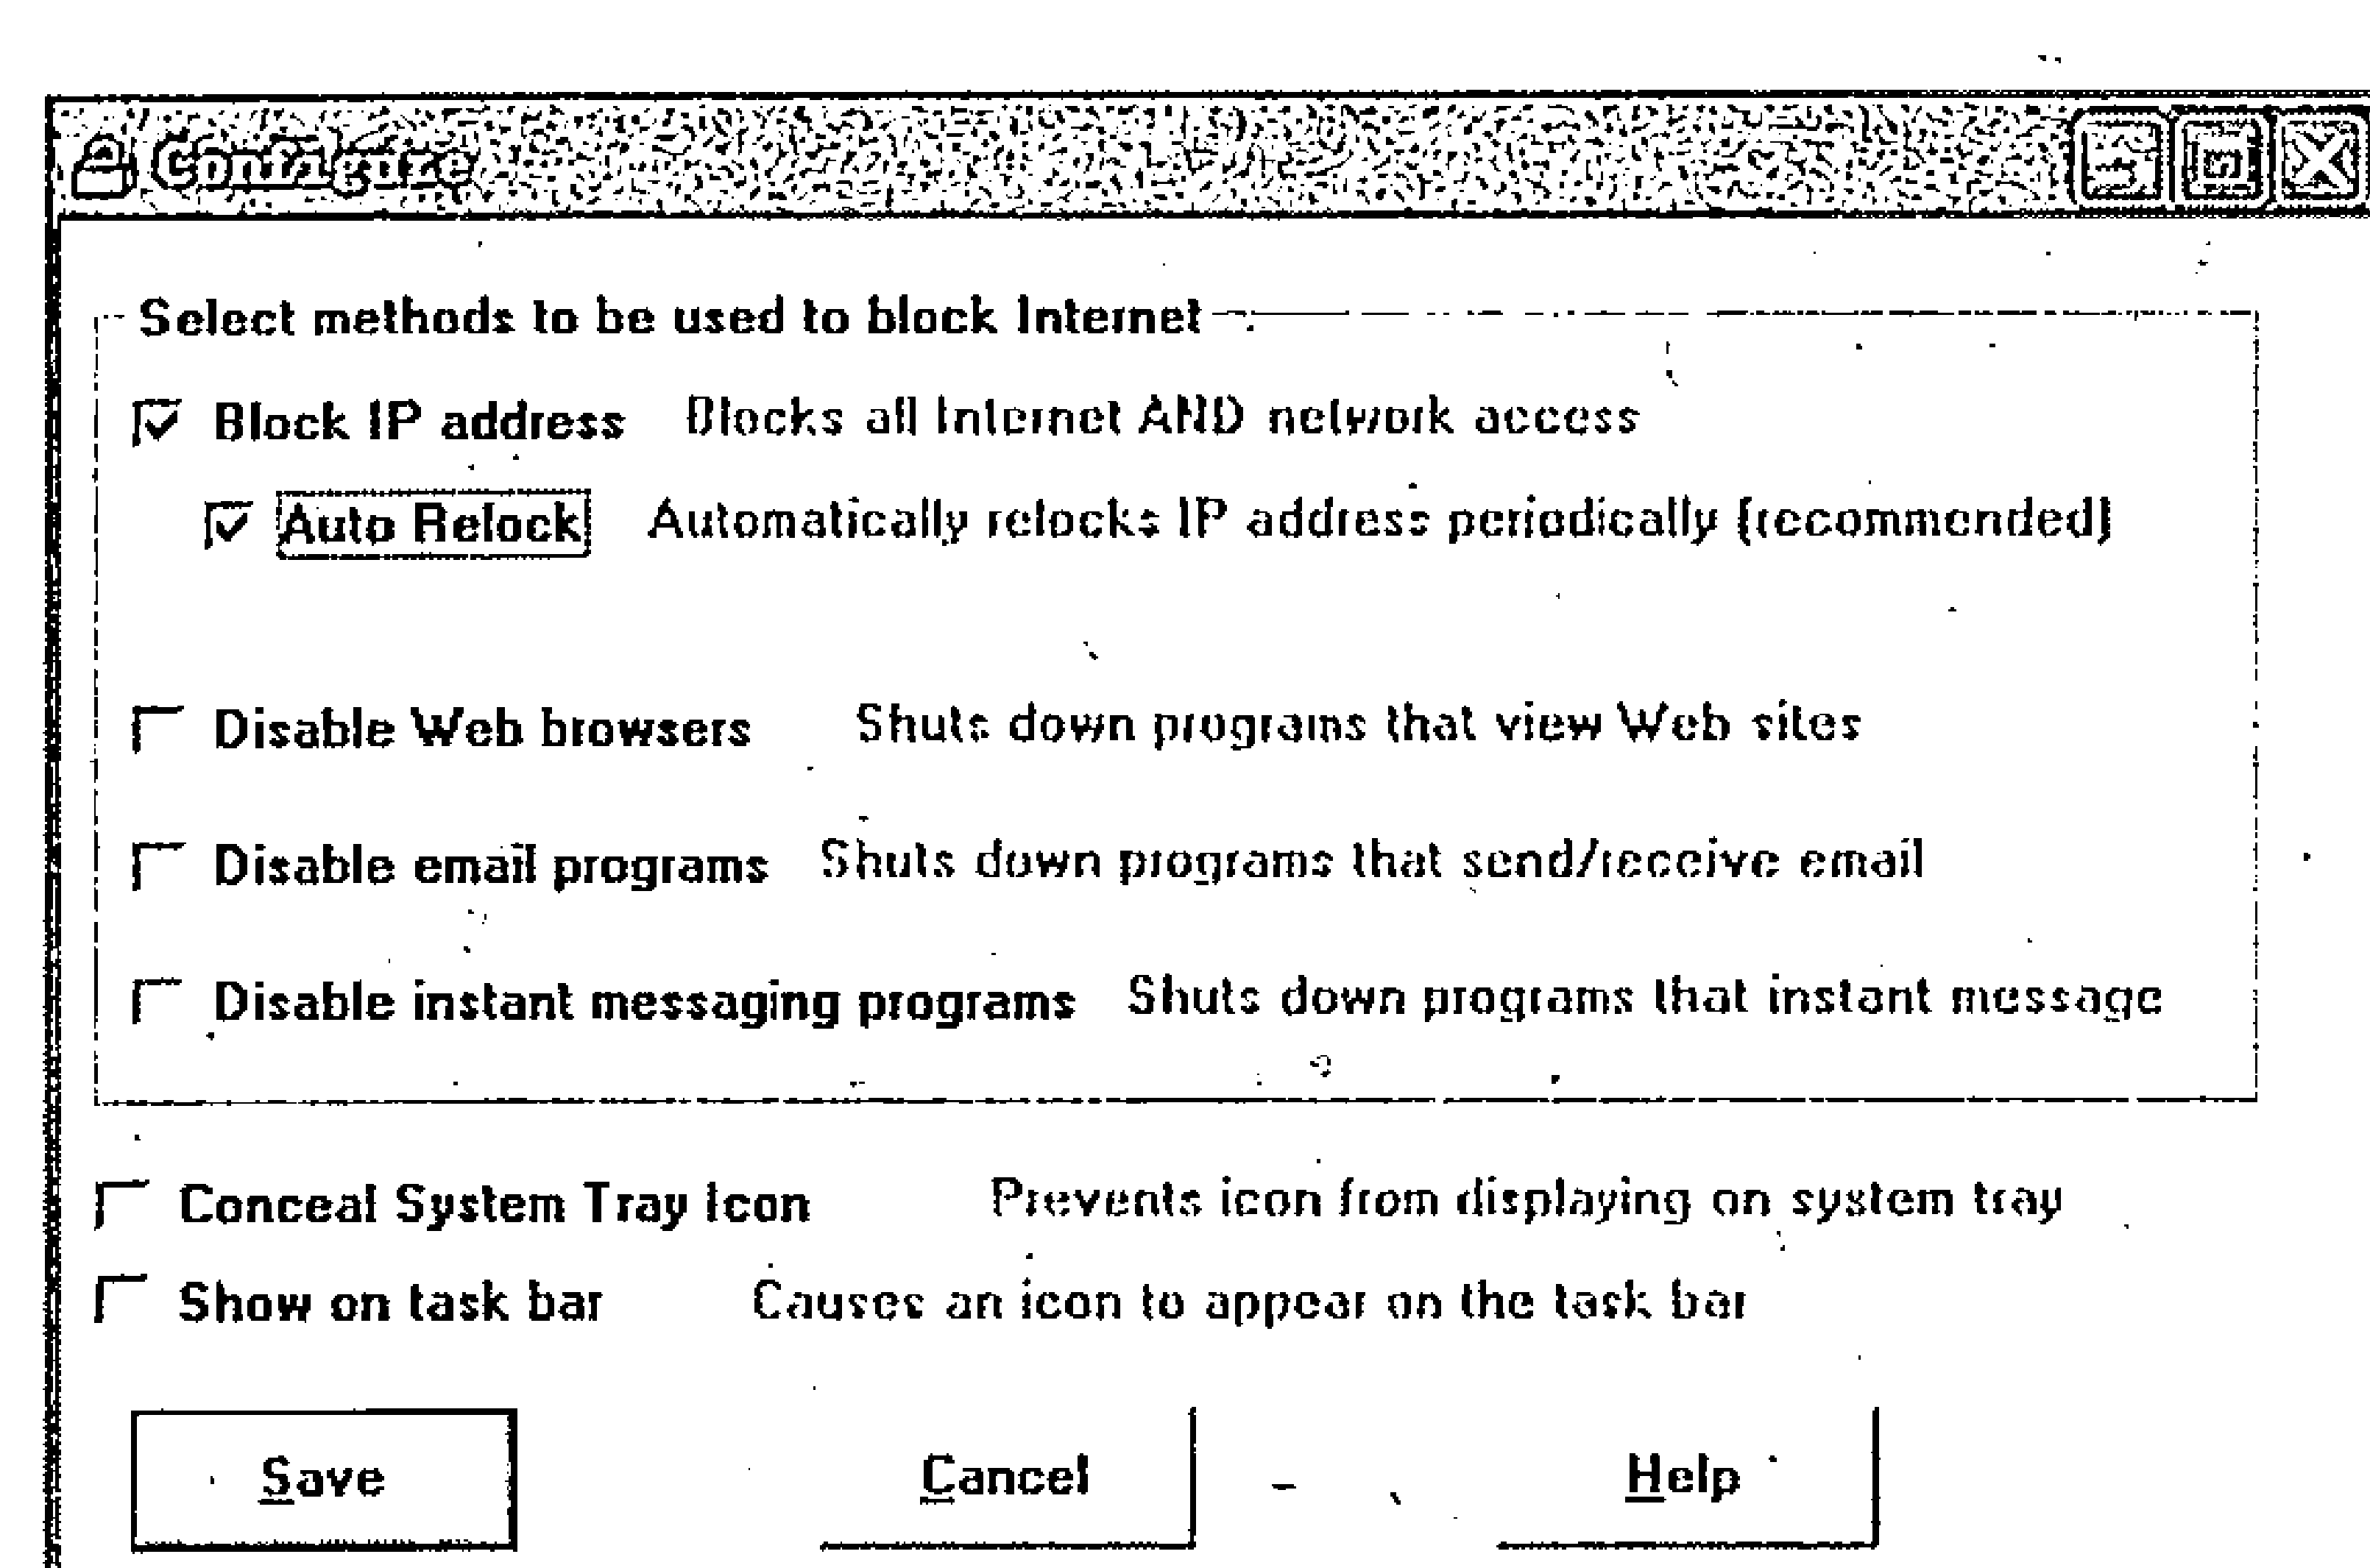 Configure
Select methods to be used to block Internet
Block IP address Blocks all Internet AND network access
Auto Relock Automatically relocks IP address periodically (recommended)
Disable Web browsers Shuts down programs that view Web sites
Disable email programs Shuts down programs that send/receive email
Disable instant messaging programs Shuts down programs that instant message
Conceal System Tray Icon Prevents icon from displaying on system tray
Show on task bar Causes an icon to appear on the task bar
Save Cancel Help